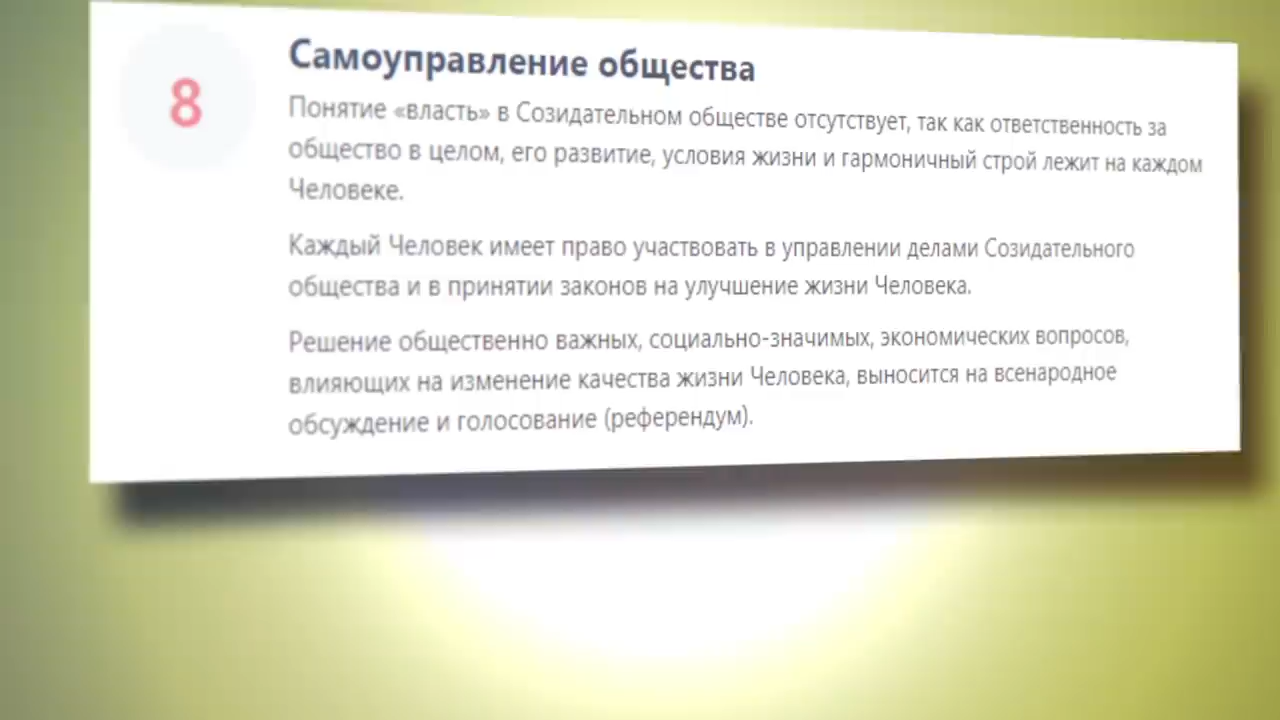 8
Самоуправление общества
Понятие «власть» в Созидательном обществе отсутствует, так как ответственность за
общество в целом, его развитие, условия жизни и гармоничный строй лежит на каждом
Человеке.
Каждый Человек имеет право участвовать в управлении делами Созидательного
общества и в принятии законов на улучшение жизни Человека.
Решение общественно важных, социально-значимых, экономических вопросов,
влияющих на изменение качества жизни Человека, выносится на всенародное
обсуждение и голосование (референдум).